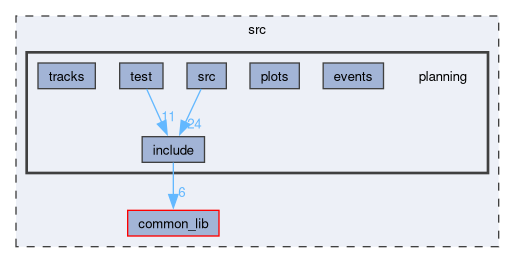 src
tracks test src plots events planning
11 24
include
6
common_lib